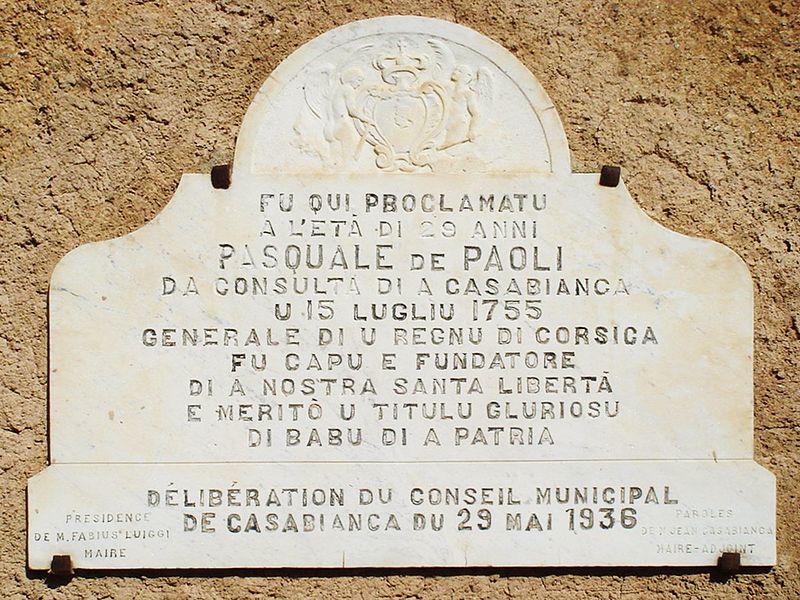 FU QUI PROCLAMATU
A L'ETÀ DI 29 ANNI
PASQUALE DE PAOLI
DA CONSULTA DI A CASABIANCA
U 15 LUGLIU 1755
GENERALE DI U REGNU DI CORSICA
FU CAPU E FUNDATORE
DI A NOSTRA SANTA LIBERTÀ
E MERITÒ U TITULU GLURIOSU
DI BABU DI A PATRIA
DÉLIBÉRATION DU CONSEIL MUNICIPAL
DE CASABIANCA DU 29 MAI 1936
PRESIDENCE
DE M. FABIUS LUIGGI
MAIRE
PAROLES
DE M JEAN CASABIANCA
MAIRE-ADJOINT